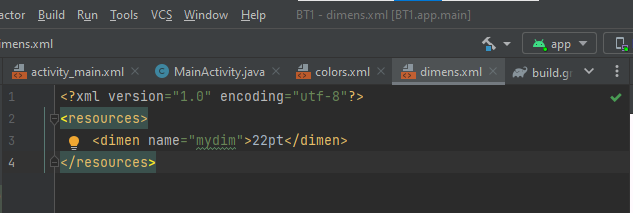 actor Build Run Tools VCS Window Help BT1 - dimens.xml [BT1.app.main]
imens.xml app
activity_main.xml MainActivity.java colors.xml dimens.xml build.gr
1 <?xml version="1.0" encoding="utf-8"?>
2 <resources>
3 <dimen name="mydim">22pt</dimen>
4 </resources>